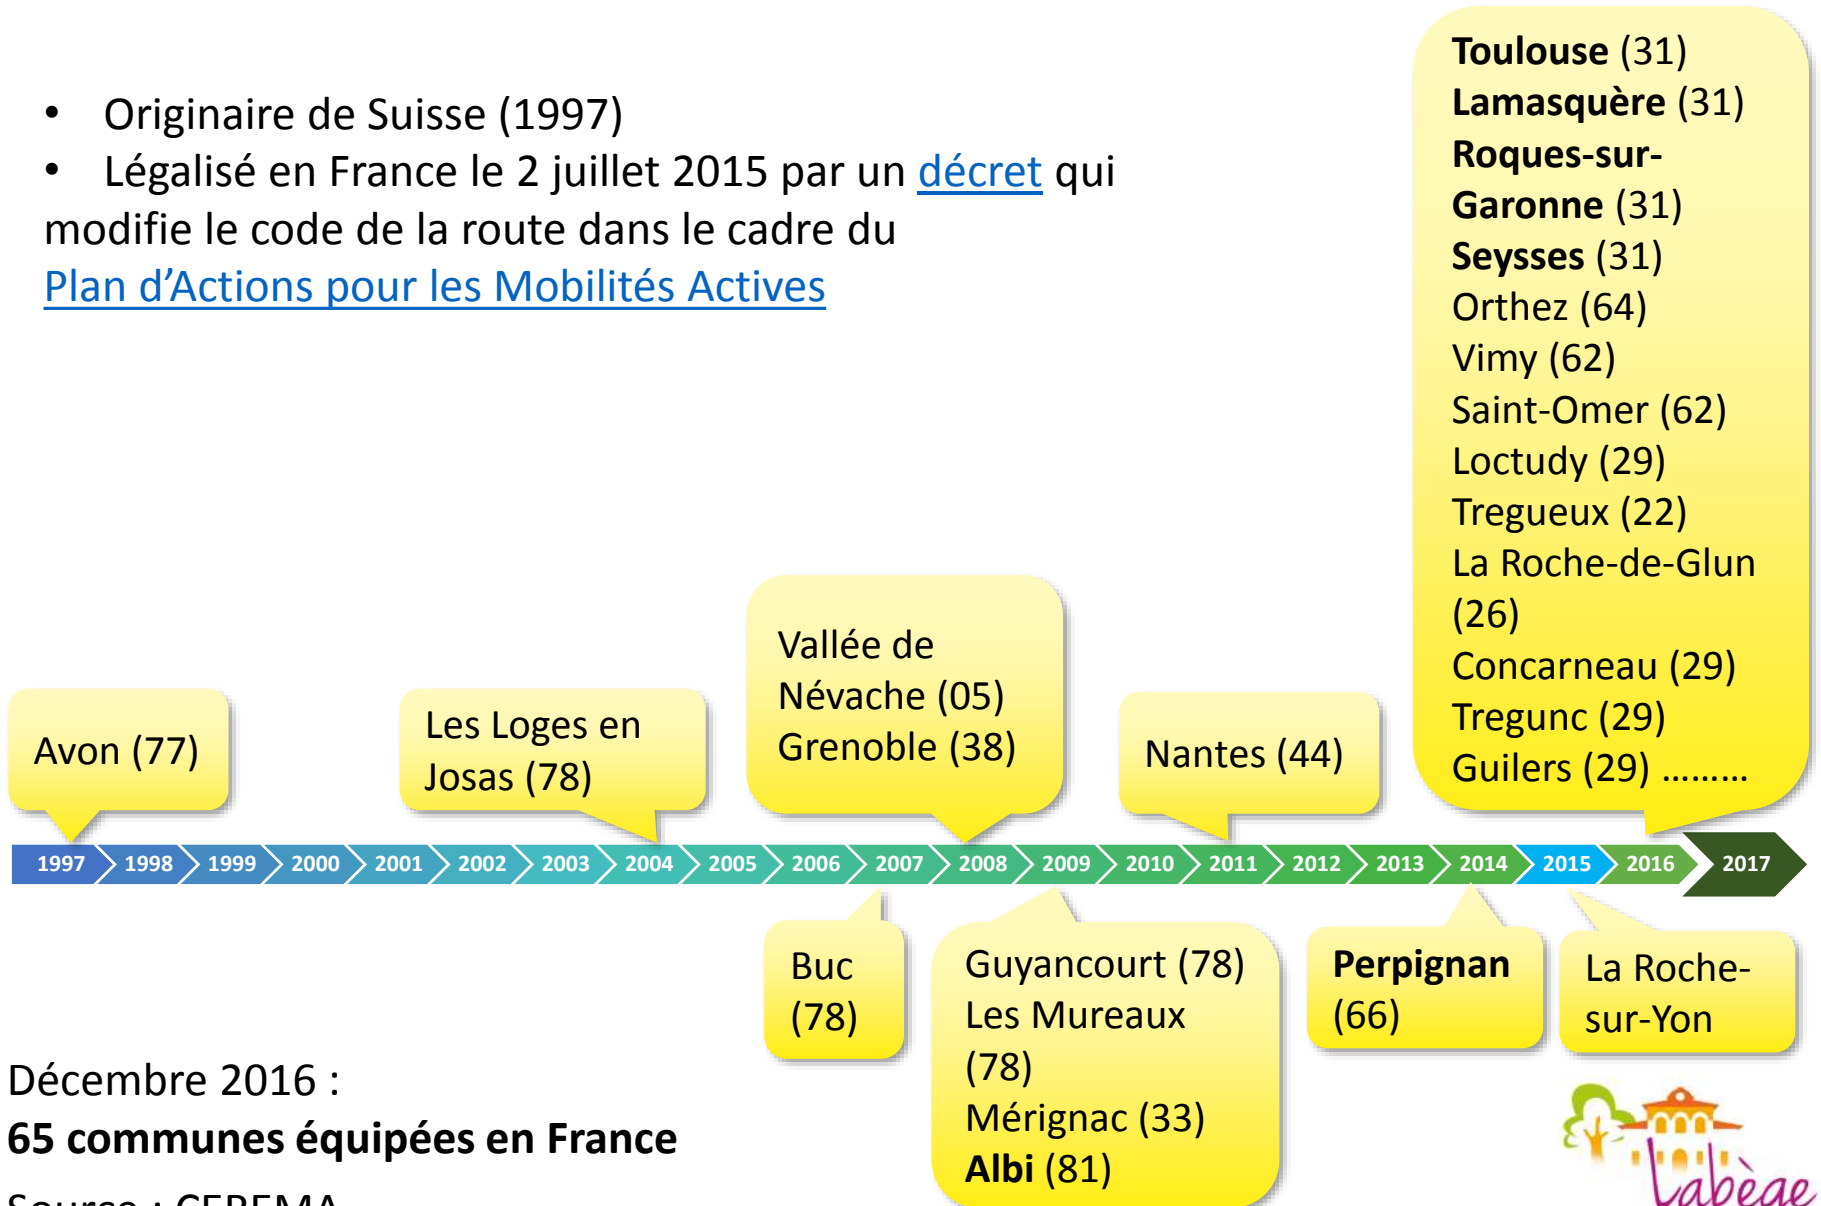 • Originaire de Suisse (1997)
• Légalisé en France le 2 juillet 2015 par un décret qui
modifie le code de la route dans le cadre du
Plan d’Actions pour les Mobilités Actives
Toulouse (31)
Lamasquère (31)
Roques-sur-
Garonne (31)
Seysses (31)
Orthez (64)
Vimy (62)
Saint-Omer (62)
Loctudy (29)
Tregueux (22)
La Roche-de-Glun
(26)
Concarneau (29)
Tregunc (29)
Guilers (29) ………
Avon (77)
Les Loges en
Josas (78)
Vallée de
Névache (05)
Grenoble (38)
Nantes (44)
1997 1998 1999 2000 2001 2002 2003 2004 2005 2006 2007 2008 2009 2010 2011 2012 2013 2014 2015 2016 2017
Buc
(78)
Guyancourt (78)
Les Mureaux
(78)
Mérignac (33)
Albi (81)
Perpignan
(66)
La Roche-
sur-Yon
Décembre 2016 :
65 communes équipées en France
Source : CEREMA
Labège